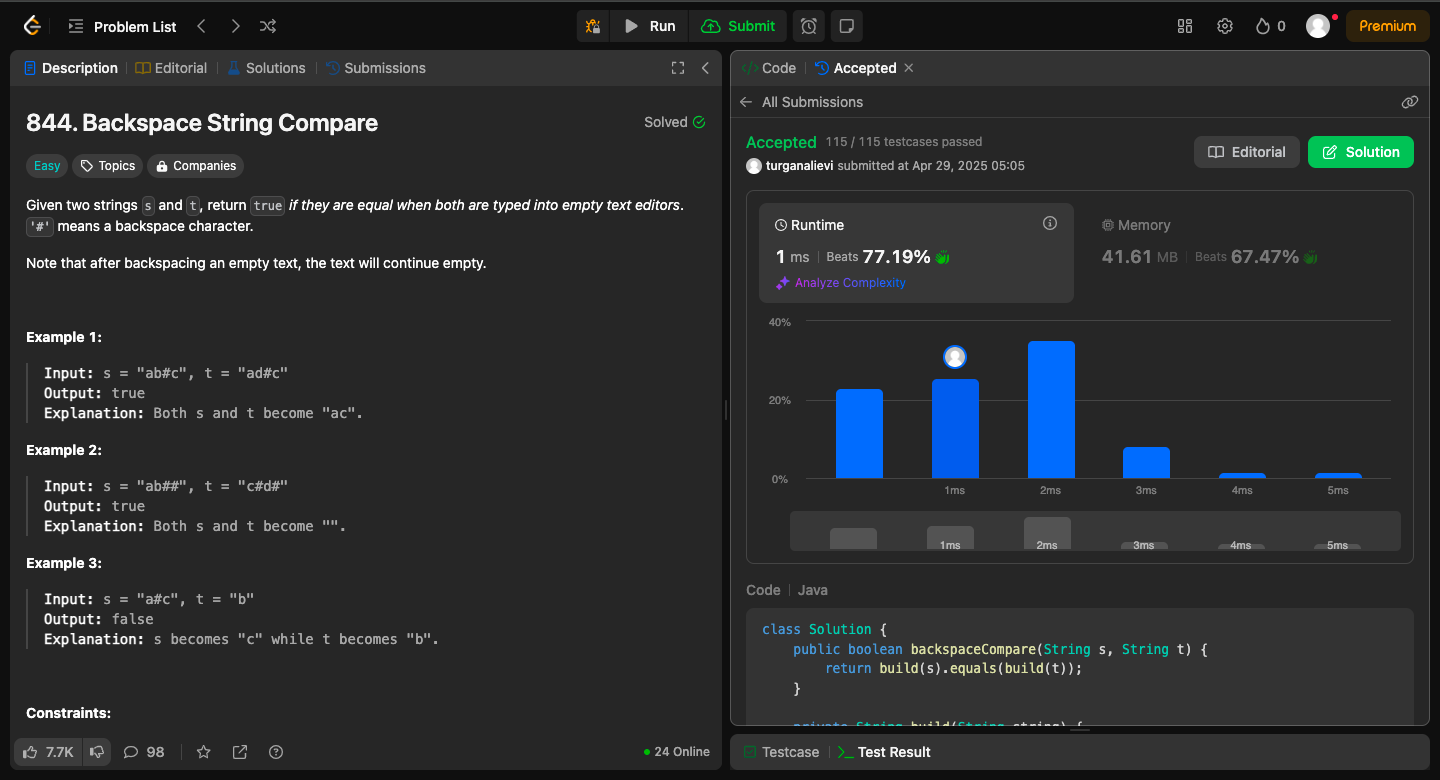 Problem List
Run
Submit
0
Premium
Description
Editorial
Solutions
Submissions
844. Backspace String Compare
Solved
Easy
Topics
Companies
Given two strings s and t, return true if they are equal when both are typed into empty text editors.
'#' means a backspace character.
Note that after backspacing an empty text, the text will continue empty.
Example 1:
Input: s = "ab#c", t = "ad#c"
Output: true
Explanation: Both s and t become "ac".
Example 2:
Input: s = "ab##", t = "c#d#"
Output: true
Explanation: Both s and t become "".
Example 3:
Input: s = "a#c", t = "b"
Output: false
Explanation: s becomes "c" while t becomes "b".
Constraints:
7.7K
98
24 Online
Code
Accepted
All Submissions
Accepted 115 / 115 testcases passed
turganalievi submitted at Apr 29, 2025 05:05
Editorial
Solution
Runtime
1 ms Beats 77.19%
Analyze Complexity
Memory
41.61 MB Beats 67.47%
40%
20%
0%
1ms 2ms 3ms 4ms 5ms
1ms 2ms 3ms 4ms 5ms
Code
Java
class Solution {
public boolean backspaceCompare(String s, String t) {
return build(s).equals(build(t));
}
private String build(String string) {
Testcase
Test Result